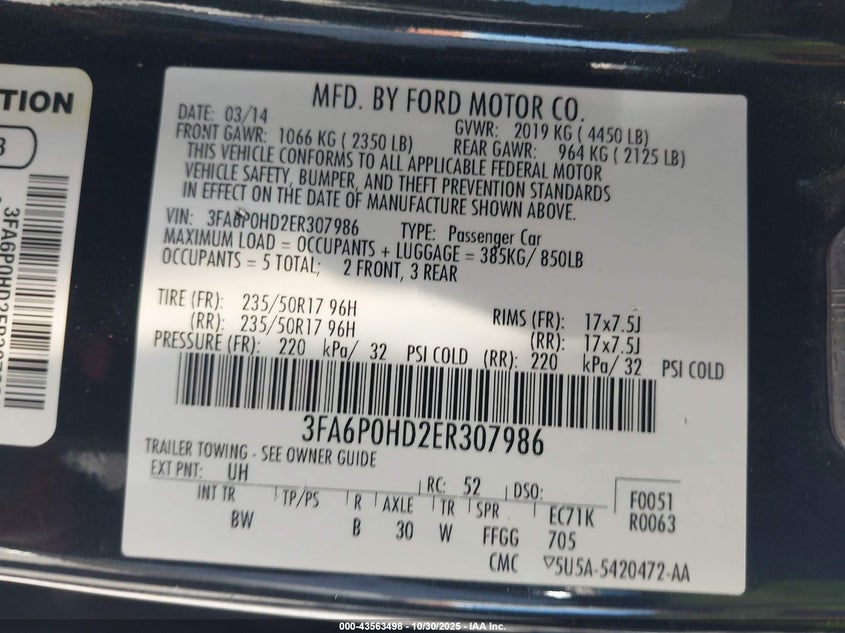 TION
3
3FA6P0HD2ER307986
MFD. BY FORD MOTOR CO.
DATE: 03/14 GVWR: 2019 KG ( 4450 LB)
FRONT GAWR: 1066 KG ( 2350 LB) REAR GAWR: 964 KG ( 2125 LB)
THIS VEHICLE CONFORMS TO ALL APPLICABLE FEDERAL MOTOR
VEHICLE SAFETY, BUMPER, AND THEFT PREVENTION STANDARDS
IN EFFECT ON THE DATE OF MANUFACTURE SHOWN ABOVE.
VIN: 3FA6P0HD2ER307986 TYPE: Passenger Car
MAXIMUM LOAD = OCCUPANTS + LUGGAGE = 385KG/ 850LB
OCCUPANTS = 5 TOTAL; 2 FRONT, 3 REAR
TIRE (FR): 235/50R17 96H RIMS (FR): 17x7.5J
(RR): 235/50R17 96H (RR): 17x7.5J
PRESSURE (FR): 220 kPa/ 32 PSI COLD (RR): 220 kPa/ 32 PSI COLD
3FA6P0HD2ER307986
TRAILER TOWING - SEE OWNER GUIDE
EXT PNT: UH RC: 52 DSO: F0051
INT TR TP/PS R AXLE TR SPR EC71K R0063
BW B 30 W FFGG 705
CMC ▽5U5A-5420472-AA
000-43563498 - 10/30/2025 - IAA Inc.